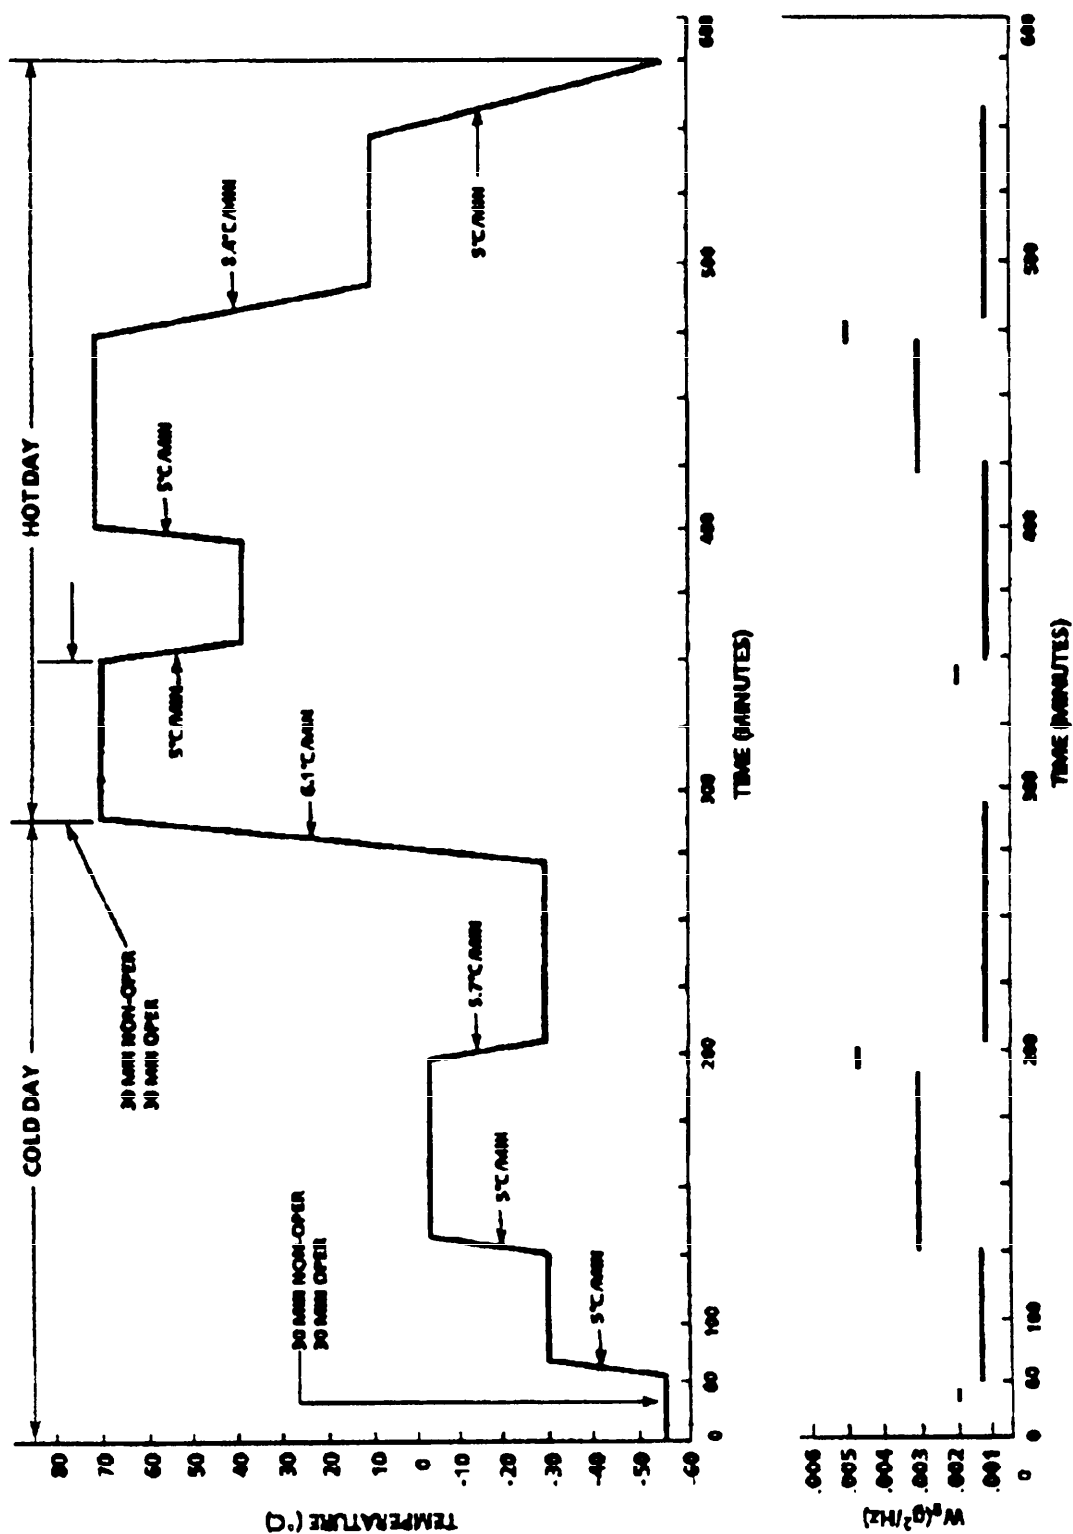 COLD DAY
HOT DAY
30 MIN NON-OPER
30 MIN OPER
30 MIN NON-OPER
30 MIN OPER
5°C/MIN
5°C/MIN
5.7°C/MIN
6.1°C/MIN
5°C/MIN
5°C/MIN
8.4°C/MIN
5°C/MIN
TEMPERATURE (°C)
80
70
60
50
40
30
20
10
0
-10
-20
-30
-40
-50
-60
0
60
100
200
300
400
500
600
TIME (MINUTES)
W₀(g²/Hz)
.006
.005
.004
.003
.002
.001
0
0
60
100
200
300
400
500
600
TIME (MINUTES)